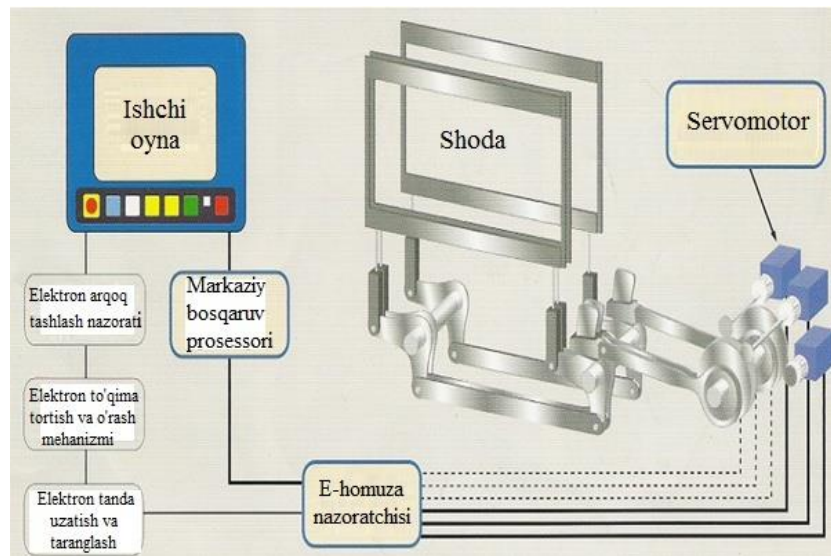 Ishchi
oyna
Shoda
Servomotor
Elektron arqoq
tashlash nazorati
Markaziy
bosqaruv
prosessori
Elektron to'qima
tortish va o'rash
mehanizmi
Elektron tanda
uzatish va
taranglash
E-homuza
nazoratchisi